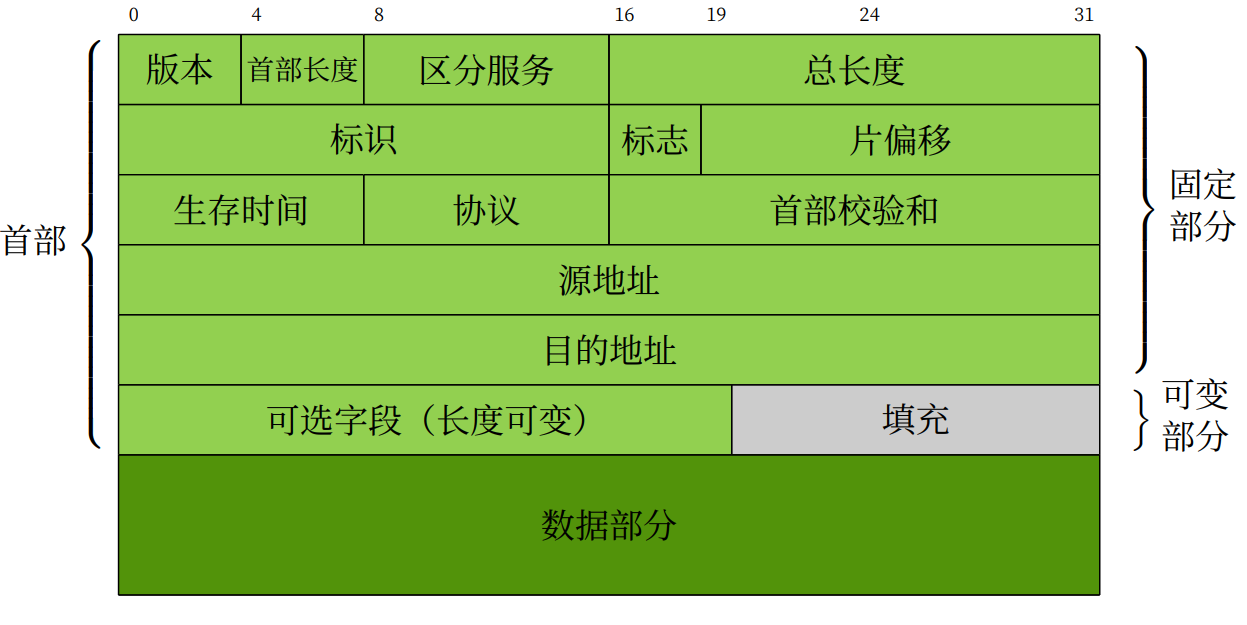 0 4 8 16 19 24 31
版本 首部长度 区分服务 总长度
标识 标志 片偏移
生存时间 协议 首部校验和
源地址
目的地址
可选字段（长度可变） 填充
数据部分
首部
固定
部分
可变
部分